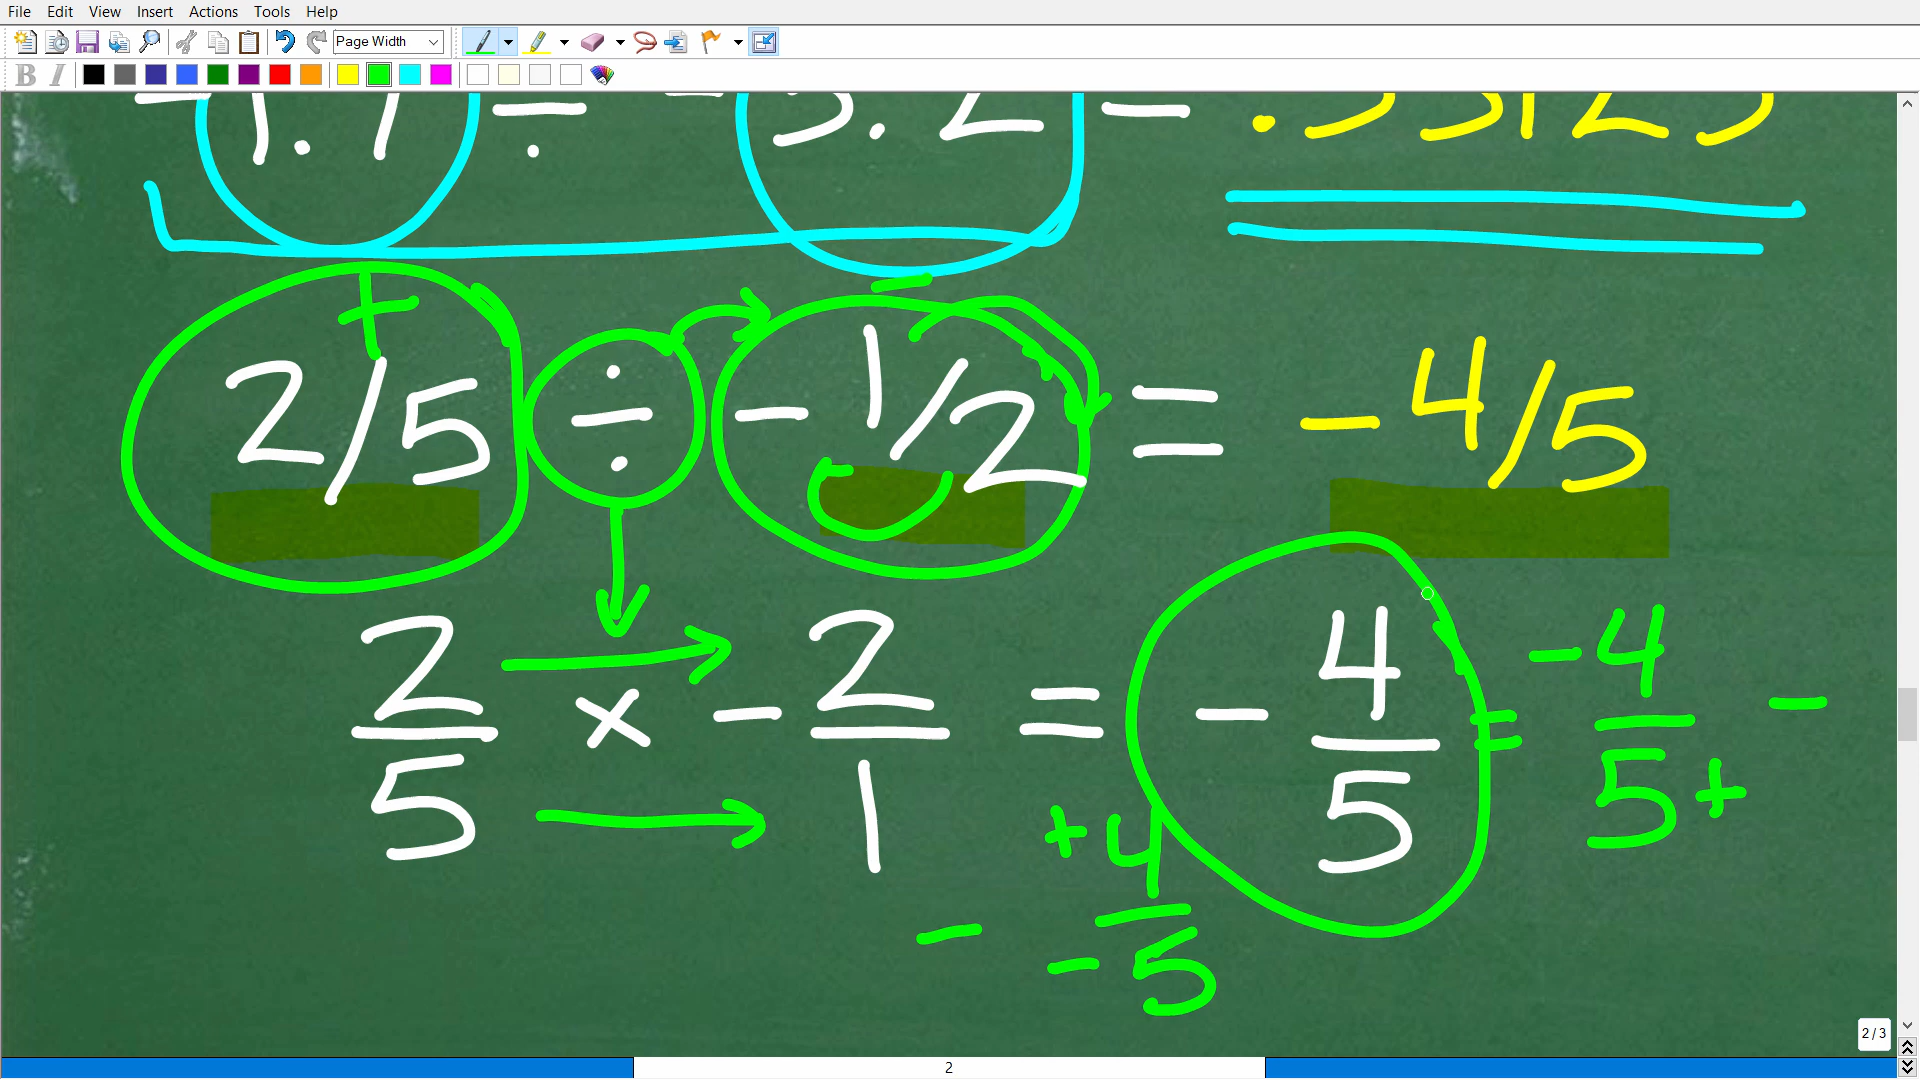 File Edit View Insert Actions Tools Help
Page Width
B I
-1.7 ÷ -3.2 = .53125
+ -
2/5 ÷ -1/2 = -4/5
2/5 × -2/1 = -4/5 = -4/5+ -
+4/-5 -
2/3
2